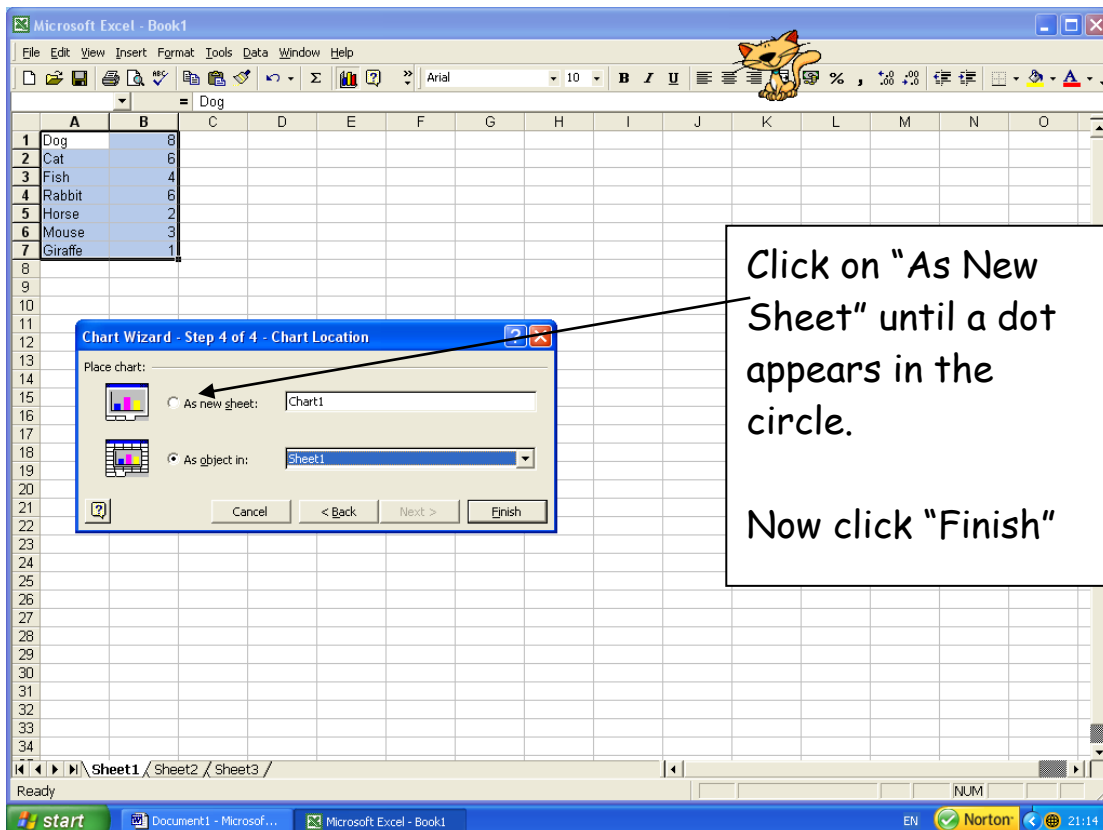 Microsoft Excel - Book1
File Edit View Insert Format Tools Data Window Help
ABC Σ ? » Arial 10 B I U % , .00 .00 A
= Dog
A B C D E F G H I J K L M N O
1 Dog 8
2 Cat 6
3 Fish 4
4 Rabbit 6
5 Horse 2
6 Mouse 3
7 Giraffe 1
8
9
10
11
12
13
14
15
16
17
18
19
20
21
22
23
24
25
26
27
28
29
30
31
32
33
34
Chart Wizard - Step 4 of 4 - Chart Location
Place chart:
As new sheet: Chart1
As object in: Sheet1
Cancel < Back Next > Finish
Click on “As New
Sheet” until a dot
appears in the
circle.
Now click “Finish”
Sheet1 / Sheet2 / Sheet3 /
Ready NUM
start Document1 - Microsof... Microsoft Excel - Book1 EN Norton 21:14